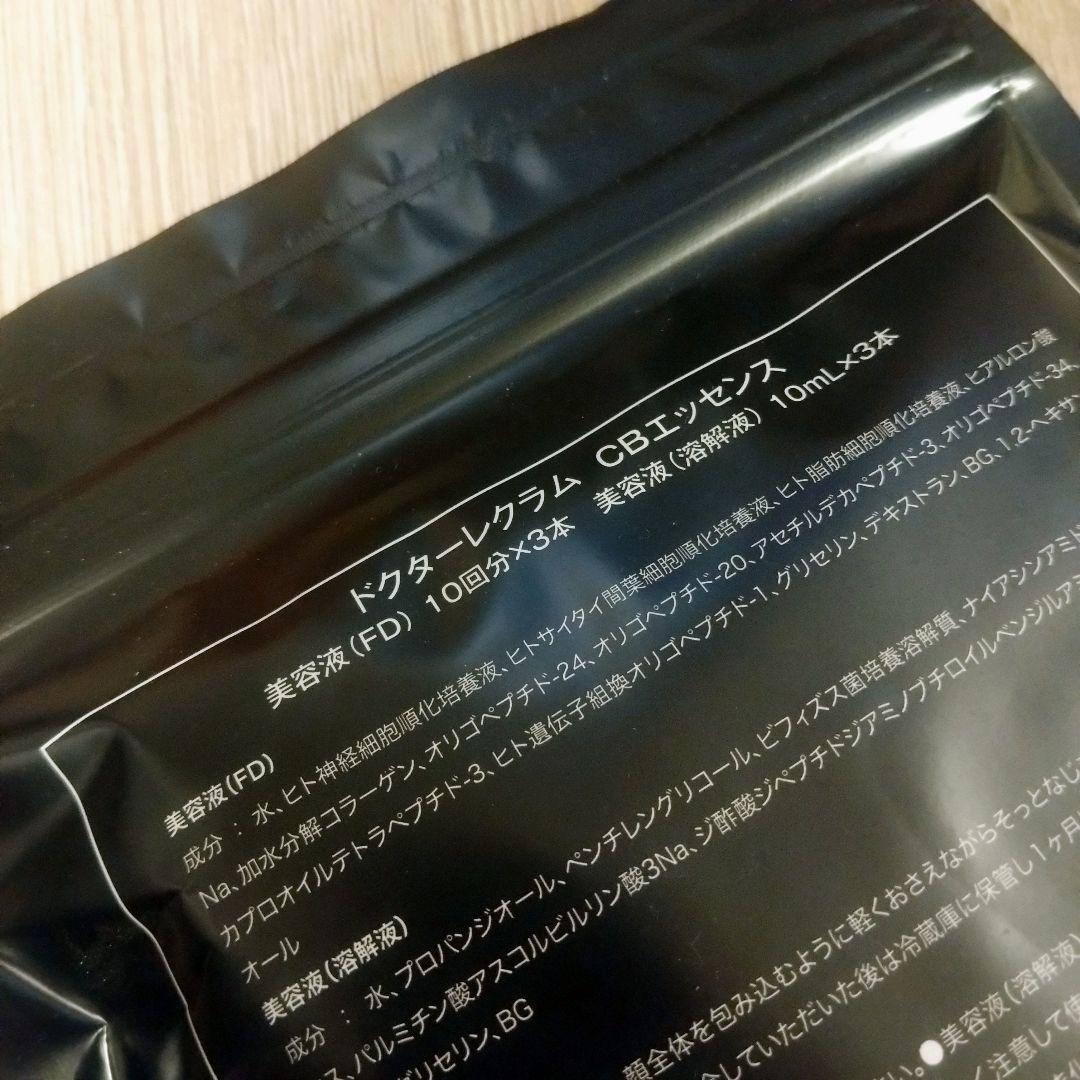 ドクターレクラム CBエッセンス
美容液(FD) 10回分×3本 美容液(溶解液) 10mL×3本
美容液(FD)
成分 : 水、ヒト神経細胞順化培養液、ヒトサイタイ間葉細胞順化培養液、ヒト脂肪細胞順化培養液、ヒアルロン酸
Na、加水分解コラーゲン、オリゴペプチド-24、オリゴペプチド-20、アセチルデカペプチド-3、オリゴペプチド-34、
カプロオイルテトラペプチド-3、ヒト遺伝子組換オリゴペプチド-1、グリセリン、デキストラン、BG、1,2-ヘキサン
オール
美容液(溶解液)
成分 : 水、プロパンジオール、ペンチレングリコール、ビフィズス菌培養溶解質、ナイアシンアミド
ス、パルミチン酸アスコルビルリン酸3Na、ジ酢酸ジペプチドジアミノブチロイルベンジルア
グリセリン、BG
顔全体を包み込むように軽くおさえながらそっとなじ
していただいた後は冷蔵庫に保管し1ヶ月
い。●美容液(溶解液)
注意して使